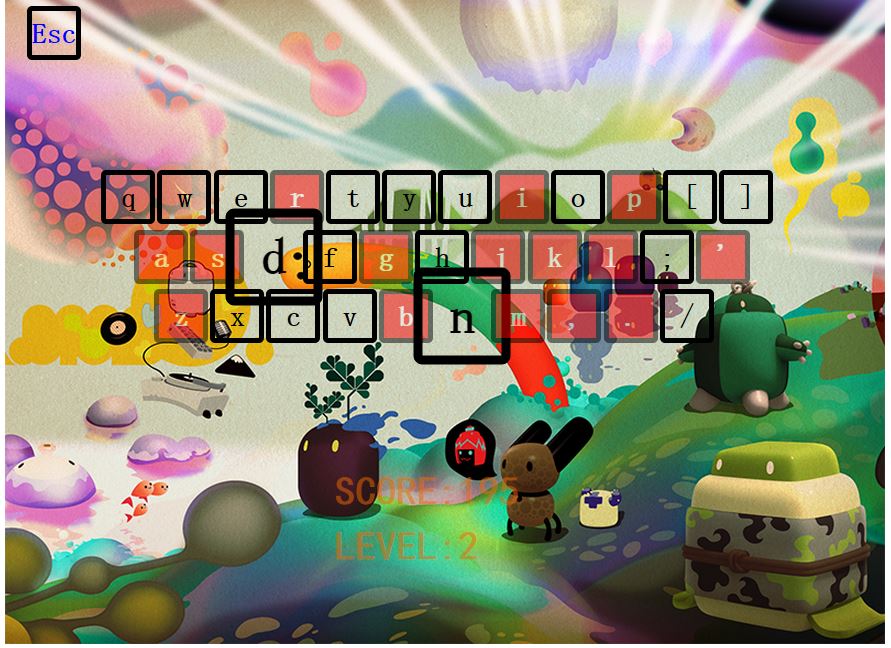 Esc
q w e r t y u i o p [ ]
a s d f g h j k l ; '
z x c v b n m , . /
SCORE:195
LEVEL:2